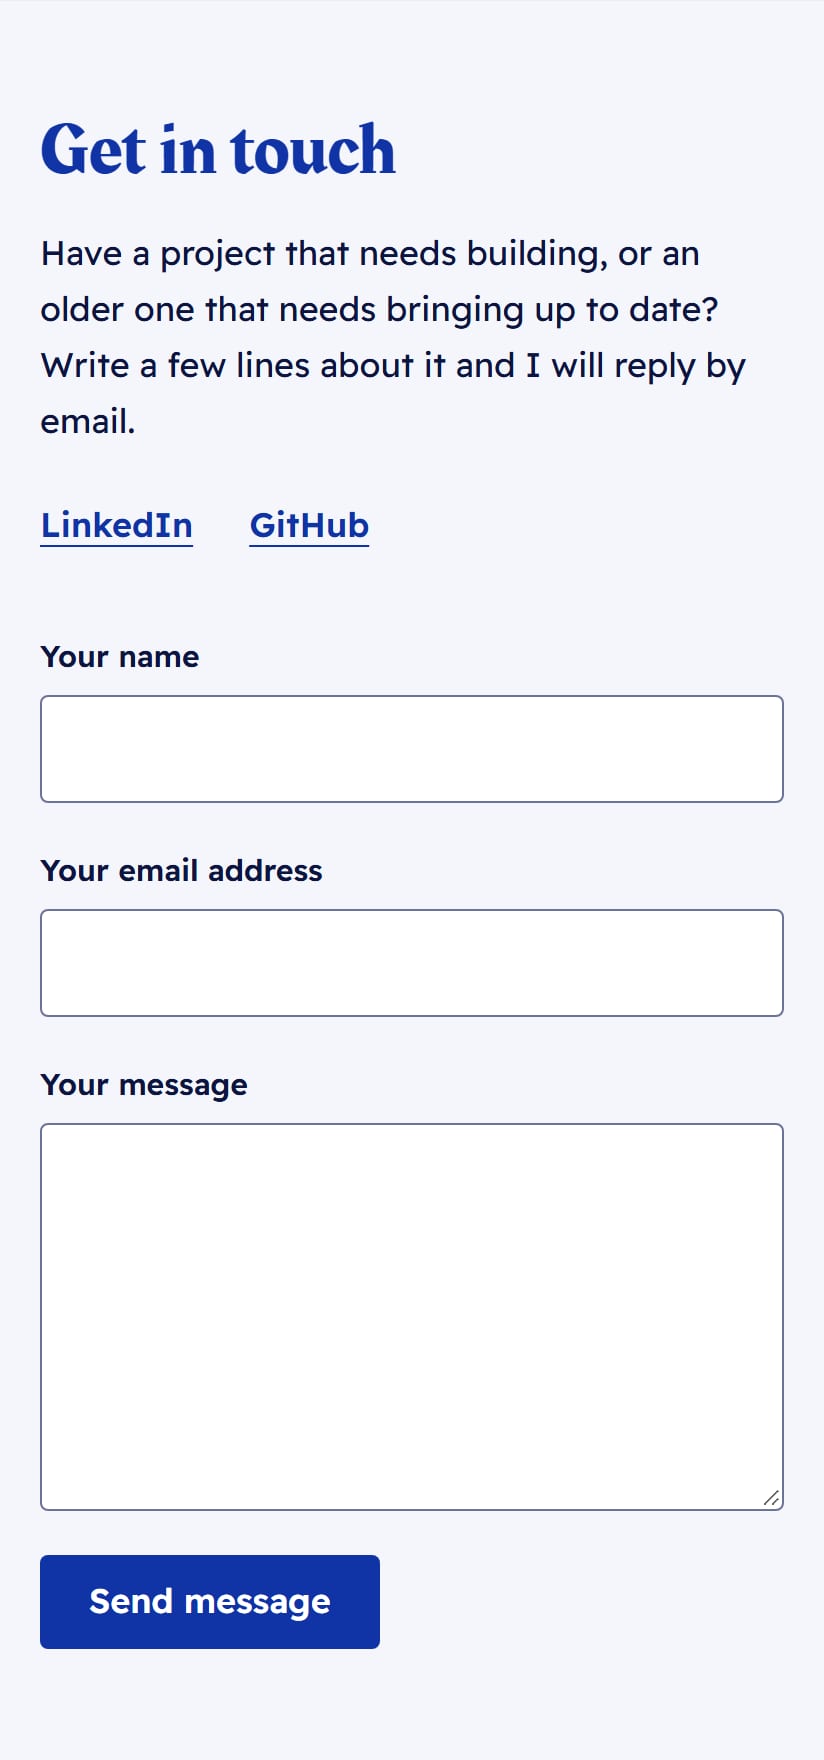 Get in touch
Have a project that needs building, or an
older one that needs bringing up to date?
Write a few lines about it and I will reply by
email.
LinkedIn GitHub
Your name
Your email address
Your message
Send message